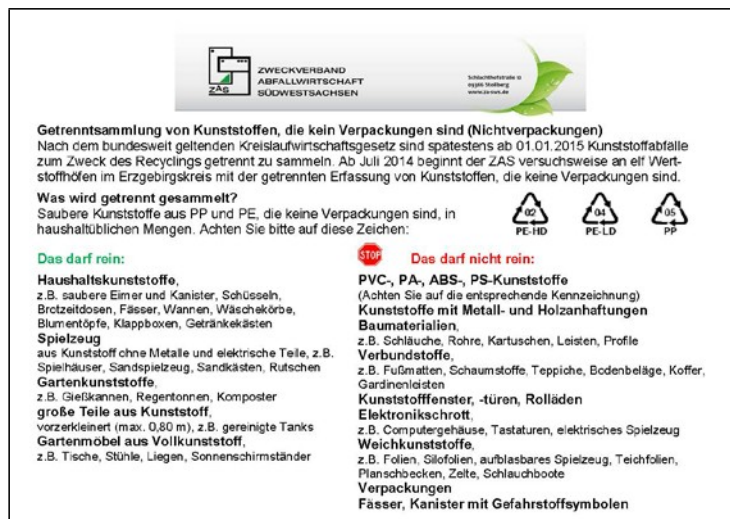 ZAS
ZWECKVERBAND
ABFALLWIRTSCHAFT
SÜDWESTSACHSEN
Schlachthofstraße 12
09366 Stollberg
www.za-sws.de
Getrenntsammlung von Kunststoffen, die kein Verpackungen sind (Nichtverpackungen)
Nach dem bundesweit geltenden Kreislaufwirtschaftsgesetz sind spätestens ab 01.01.2015 Kunststoffabfälle
zum Zweck des Recyclings getrennt zu sammeln. Ab Juli 2014 beginnt der ZAS versuchsweise an elf Wert-
stoffhöfen im Erzgebirgskreis mit der getrennten Erfassung von Kunststoffen, die keine Verpackungen sind.
Was wird getrennt gesammelt?
Saubere Kunststoffe aus PP und PE, die keine Verpackungen sind, in
haushaltüblichen Mengen. Achten Sie bitte auf diese Zeichen:
02
PE-HD
04
PE-LD
05
PP
Das darf rein:
Haushaltskunststoffe,
z.B. saubere Eimer und Kanister, Schüsseln,
Brotzeitdosen, Fässer, Wannen, Wäschekörbe,
Blumentöpfe, Klappboxen, Getränkekästen
Spielzeug
aus Kunststoff ohne Metalle und elektrische Teile, z.B.
Spielhäuser, Sandspielzeug, Sandkästen, Rutschen
Gartenkunststoffe,
z.B. Gießkannen, Regentonnen, Komposter
große Teile aus Kunststoff,
vorzerkleinert (max. 0,80 m), z.B. gereinigte Tanks
Gartenmöbel aus Vollkunststoff,
z.B. Tische, Stühle, Liegen, Sonnenschirmständer
STOP
Das darf nicht rein:
PVC-, PA-, ABS-, PS-Kunststoffe
(Achten Sie auf die entsprechende Kennzeichnung)
Kunststoffe mit Metall- und Holzanhaftungen
Baumaterialien,
z.B. Schläuche, Rohre, Kartuschen, Leisten, Profile
Verbundstoffe,
z.B. Fußmatten, Schaumstoffe, Teppiche, Bodenbeläge, Koffer,
Gardinenleisten
Kunststofffenster, -türen, Rolläden
Elektronikschrott,
z.B. Computergehäuse, Tastaturen, elektrisches Spielzeug
Weichkunststoffe,
z.B. Folien, Silofolien, aufblasbares Spielzeug, Teichfolien,
Planschbecken, Zelte, Schlauchboote
Verpackungen
Fässer, Kanister mit Gefahrstoffsymbolen